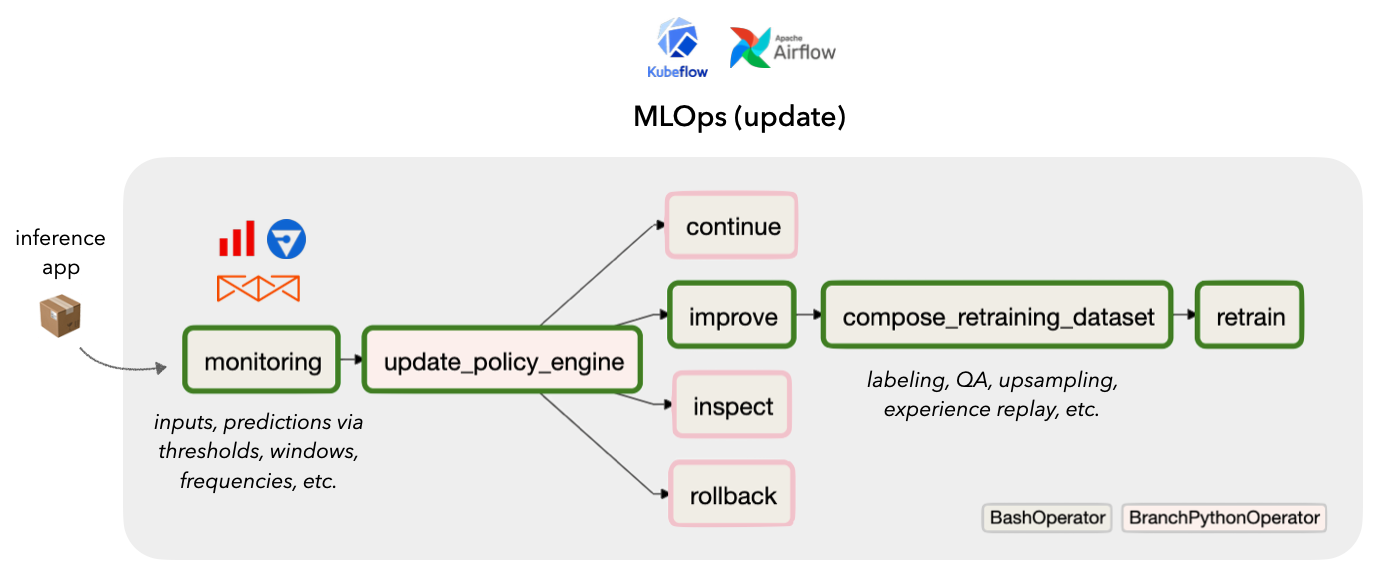 Kubeflow
Apache
Airflow
MLOps (update)
inference
app
monitoring
inputs, predictions via
thresholds, windows,
frequencies, etc.
update_policy_engine
continue
improve
compose_retraining_dataset
retrain
labeling, QA, upsampling,
experience replay, etc.
inspect
rollback
BashOperator
BranchPythonOperator